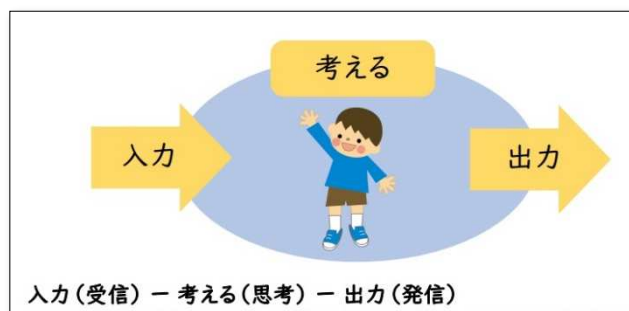 考える
入力
出力
入力(受信) ー 考える(思考) ー 出力(発信)